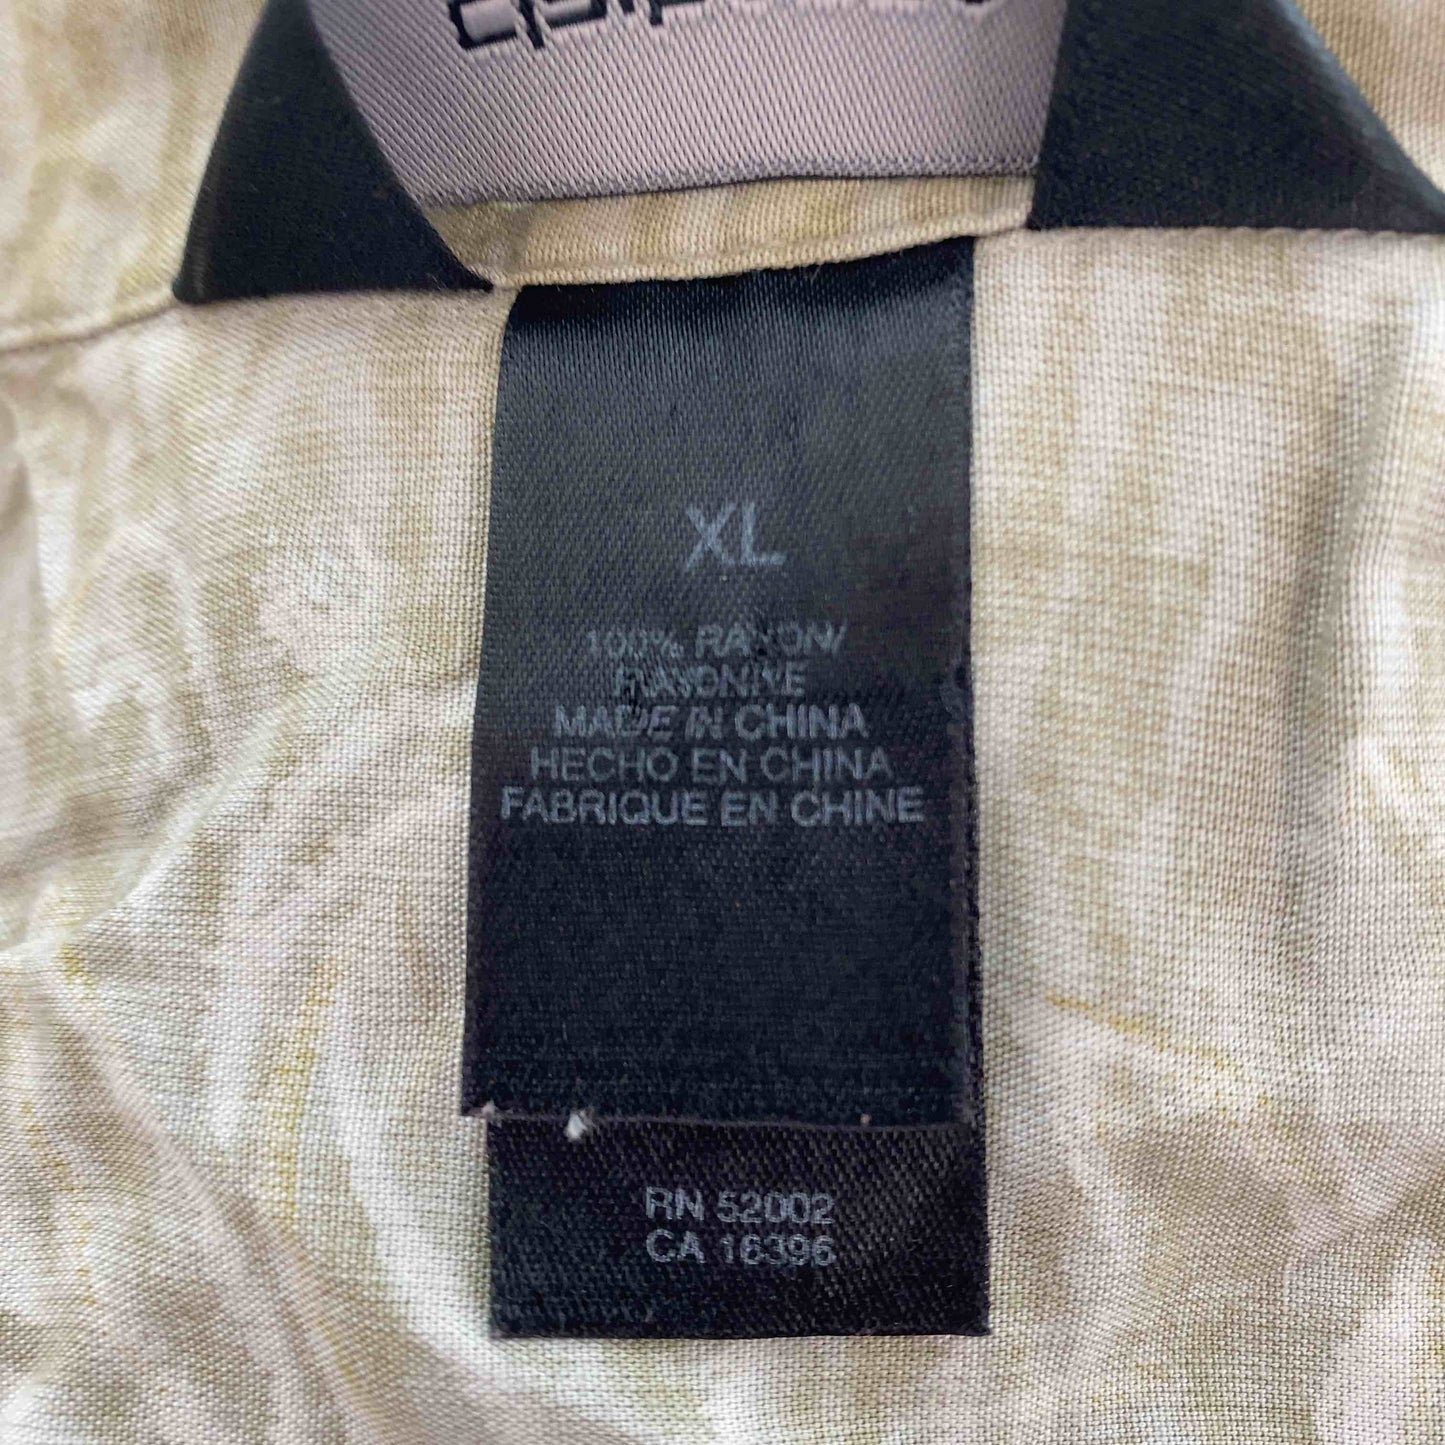 XL
100% RAYON/
RAYONNE
MADE IN CHINA
HECHO EN CHINA
FABRIQUE EN CHINE
RN 52002
CA 16396